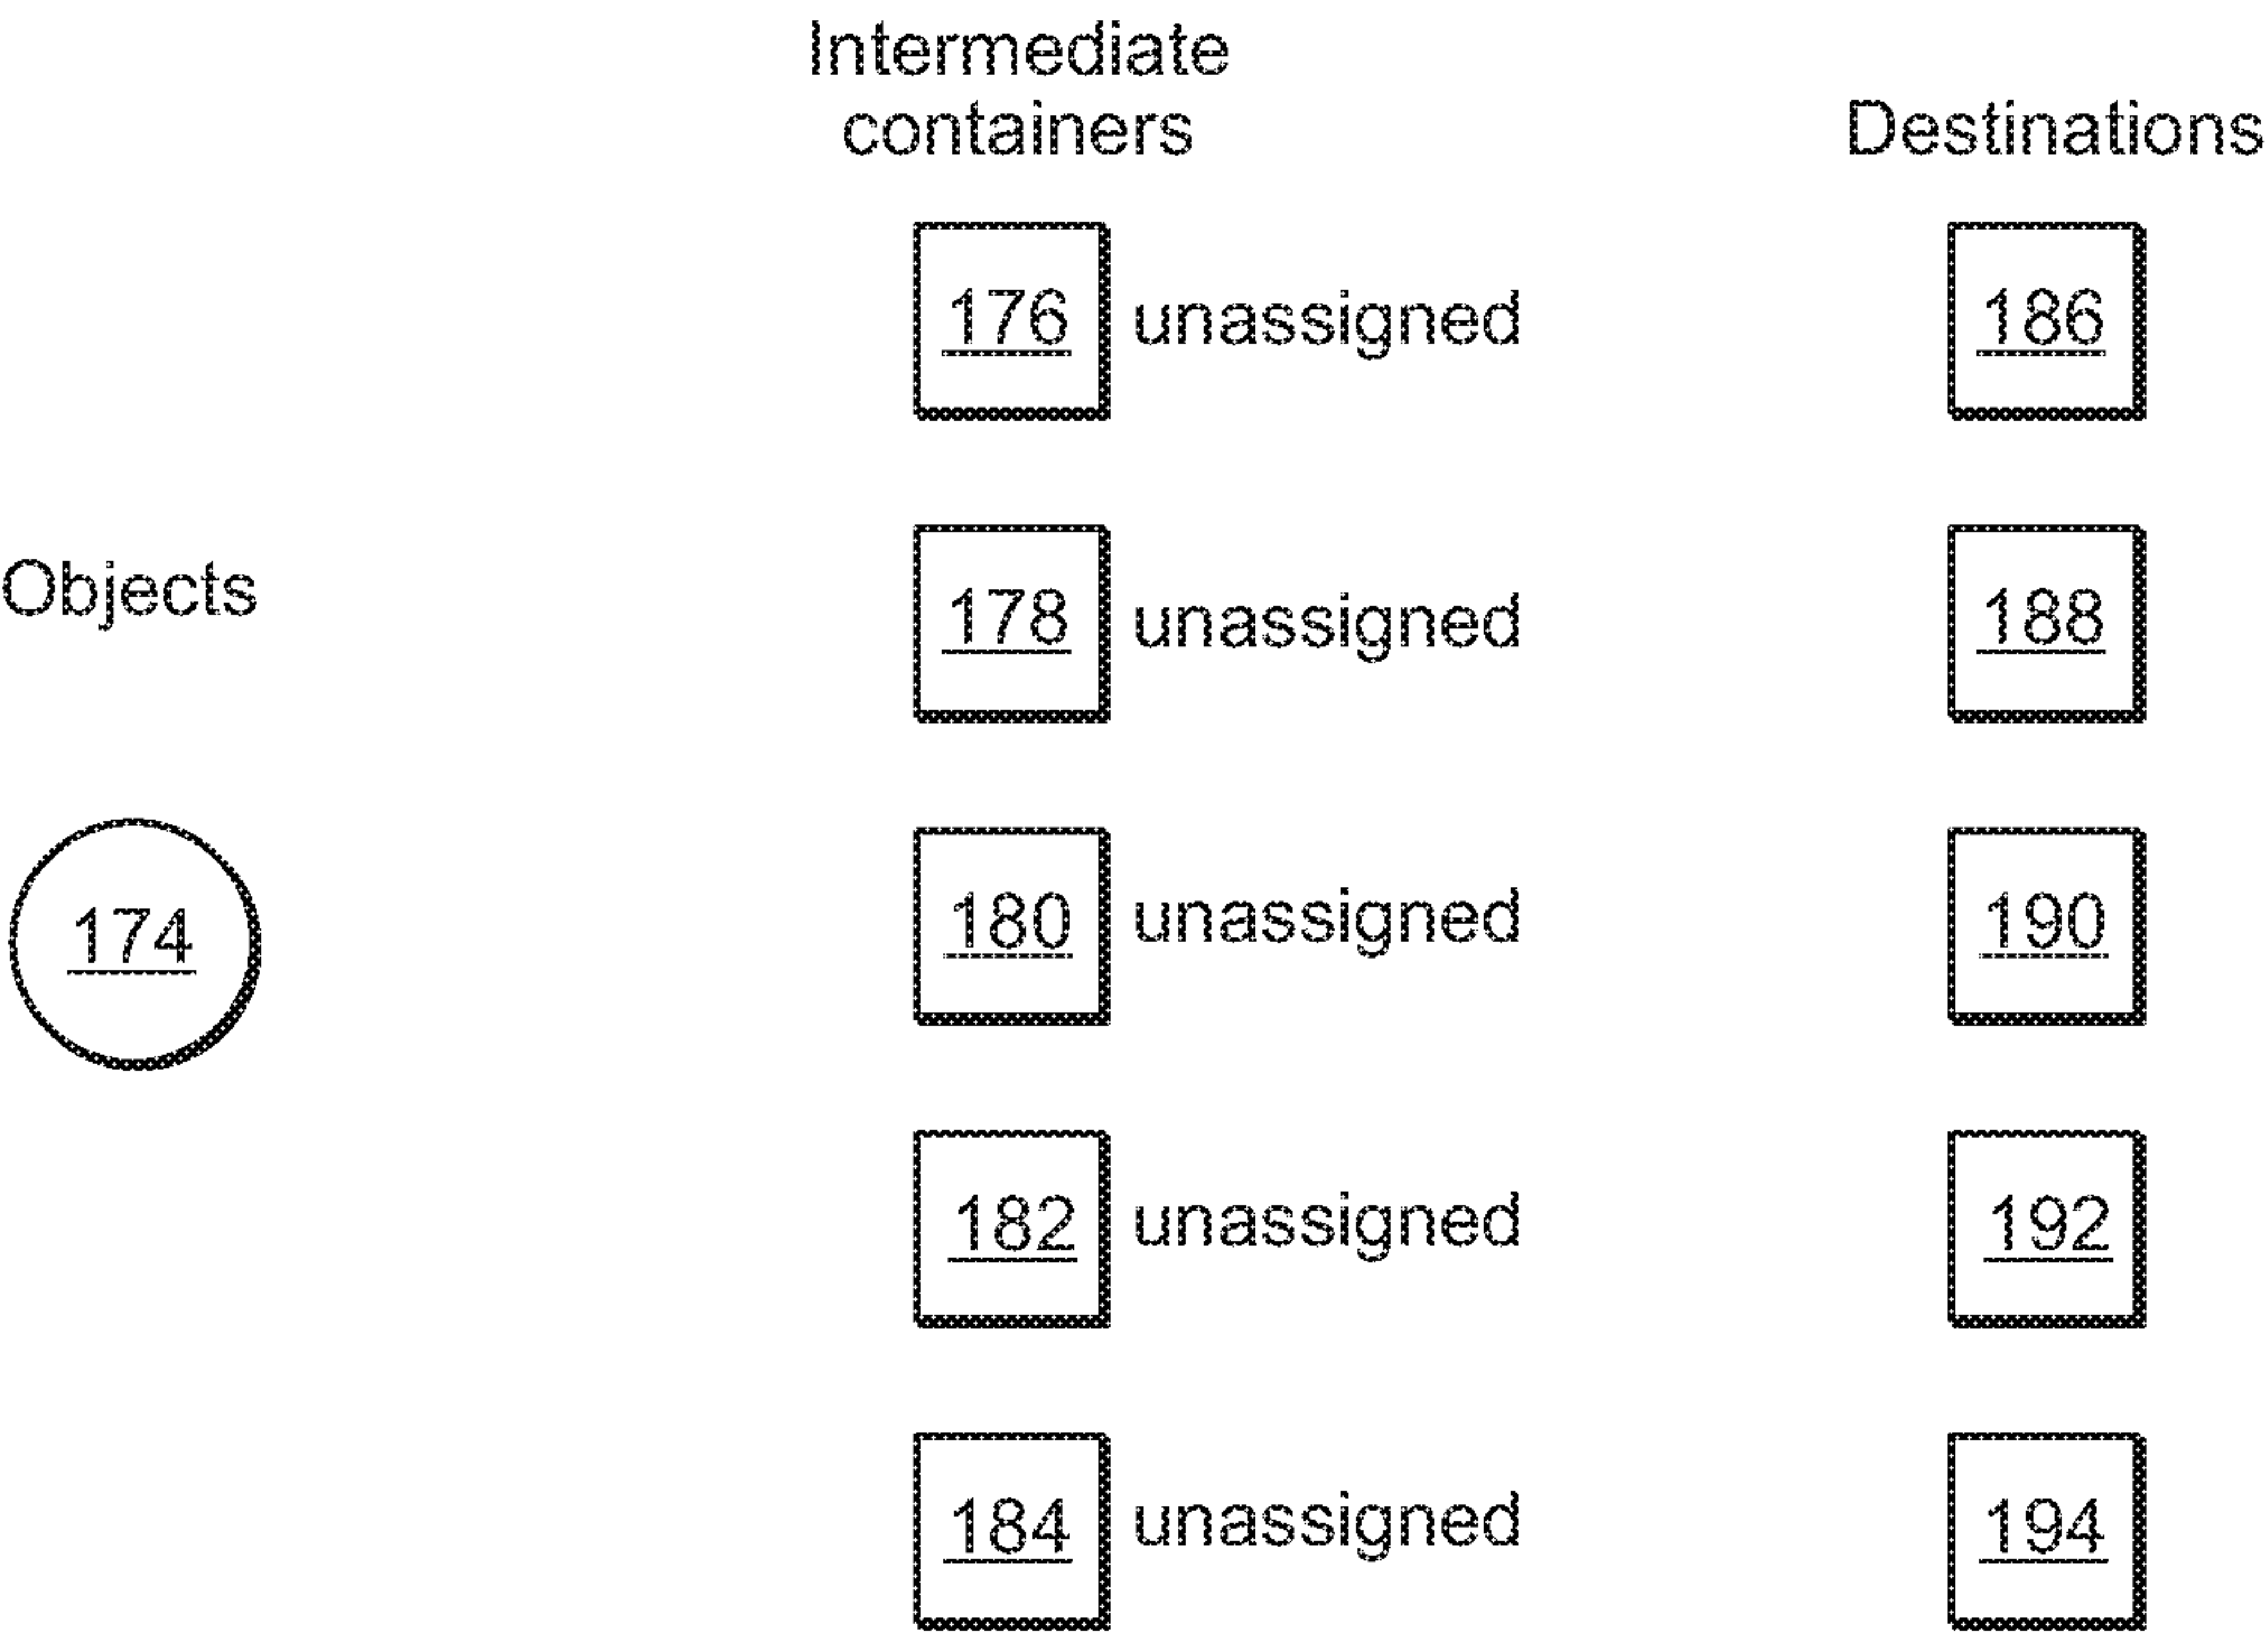 Intermediate
containers
Destinations
176 unassigned 186
Objects
178 unassigned 188
174
180 unassigned 190
182 unassigned 192
184 unassigned 194